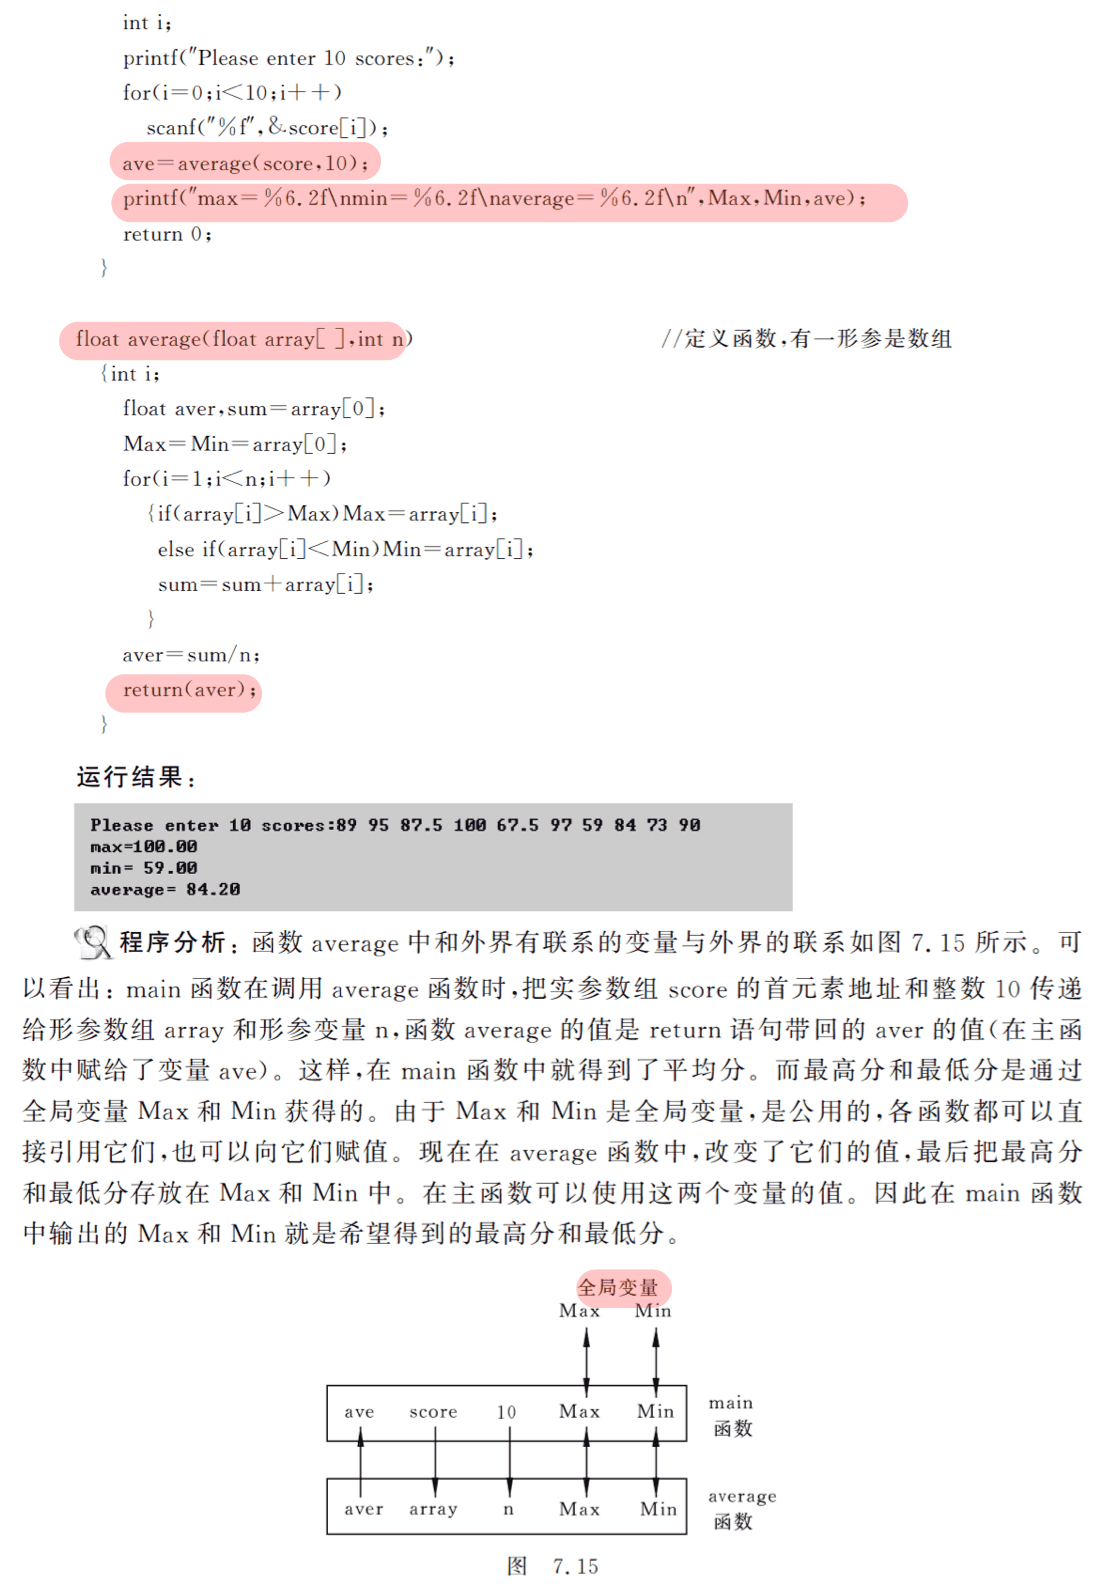 int i;
printf("Please enter 10 scores:");
for(i=0;i<10;i++)
scanf("%f",&score[i]);
ave=average(score,10);
printf("max=%6.2f\nmin=%6.2f\naverage=%6.2f\n",Max,Min,ave);
return 0;
}
float average(float array[ ],int n) //定义函数,有一形参是数组
{int i;
float aver,sum=array[0];
Max=Min=array[0];
for(i=1;i<n;i++)
{if(array[i]>Max)Max=array[i];
else if(array[i]<Min)Min=array[i];
sum=sum+array[i];
}
aver=sum/n;
return(aver);
}
运行结果:
Please enter 10 scores:89 95 87.5 100 67.5 97 59 84 73 90
max=100.00
min= 59.00
average= 84.20
程序分析:函数 average 中和外界有联系的变量与外界的联系如图 7.15 所示。可
以看出:main 函数在调用 average 函数时,把实参数组 score 的首元素地址和整数 10 传递
给形参数组 array 和形参变量 n,函数 average 的值是 return 语句带回的 aver 的值(在主函
数中赋给了变量 ave)。这样,在 main 函数中就得到了平均分。而最高分和最低分是通过
全局变量 Max 和 Min 获得的。由于 Max 和 Min 是全局变量,是公用的,各函数都可以直
接引用它们,也可以向它们赋值。现在在 average 函数中,改变了它们的值,最后把最高分
和最低分存放在 Max 和 Min 中。在主函数可以使用这两个变量的值。因此在 main 函数
中输出的 Max 和 Min 就是希望得到的最高分和最低分。
全局变量
Max Min
ave score 10 Max Min main
函数
aver array n Max Min average
函数
图 7.15